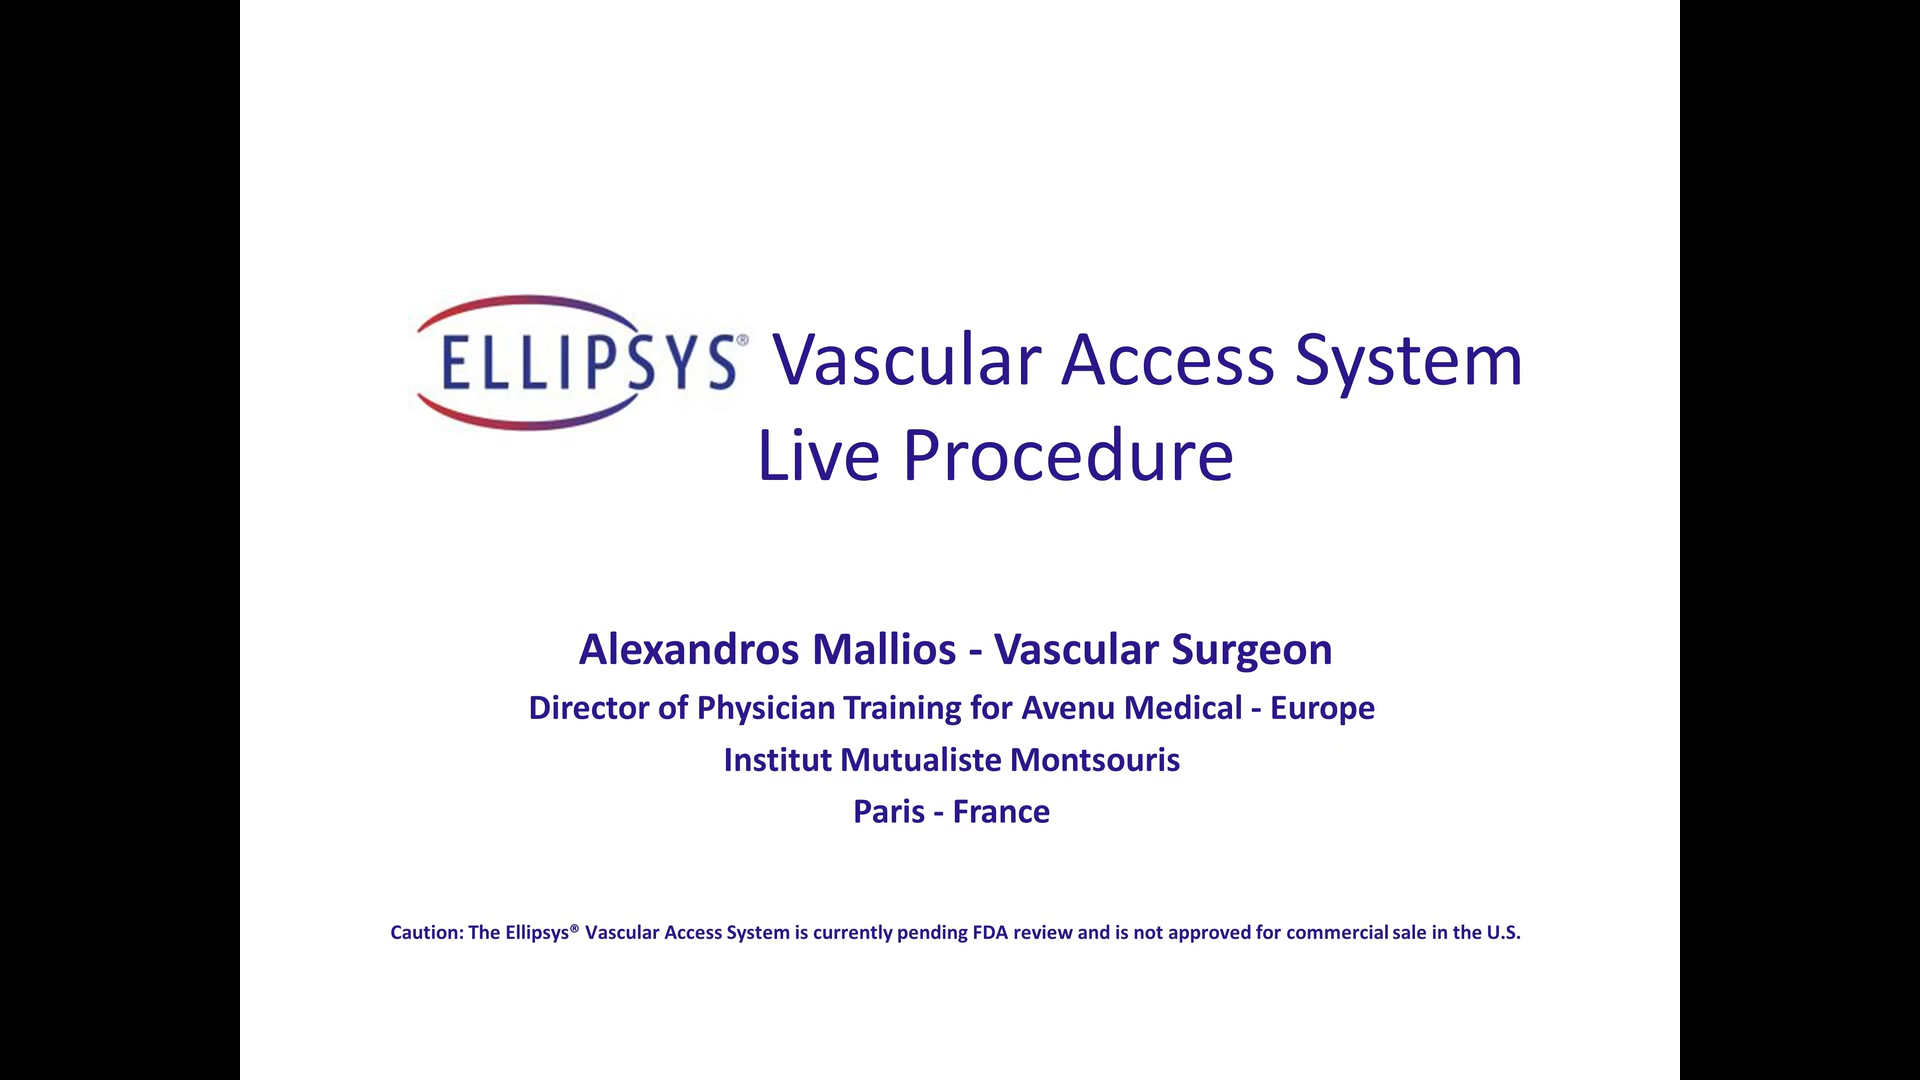 ELLIPSYS® Vascular Access System
Live Procedure
Alexandros Mallios - Vascular Surgeon
Director of Physician Training for Avenu Medical - Europe
Institut Mutualiste Montsouris
Paris - France
Caution: The Ellipsys® Vascular Access System is currently pending FDA review and is not approved for commercial sale in the U.S.